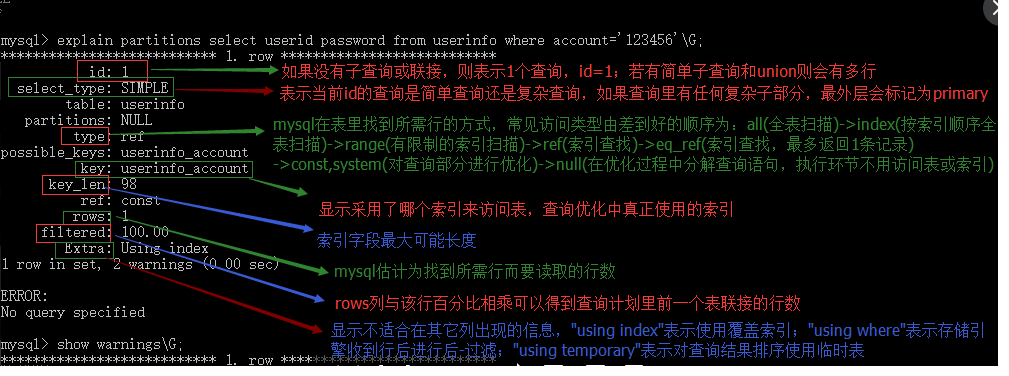 mysql> explain partitions select userid password from userinfo where account='123456'\G;
*************************** 1. row ***************************
id: 1
如果没有子查询或联接，则表示1个查询，id=1；若有简单子查询和union则会有多行
select_type: SIMPLE
表示当前id的查询是简单查询还是复杂查询，如果查询里有任何复杂子部分，最外层会标记为primary
table: userinfo
partitions: NULL
type: ref
mysql在表里找到所需行的方式，常见访问类型由差到好的顺序为：all(全表扫描)->index(按索引顺序全
表扫描)->range(有限制的索引扫描)->ref(索引查找)->eq_ref(索引查找，最多返回1条记录)
->const,system(对查询部分进行优化)->null(在优化过程中分解查询语句，执行环节不用访问表或索引)
possible_keys: userinfo_account
key: userinfo_account
显示采用了哪个索引来访问表，查询优化中真正使用的索引
key_len: 98
索引字段最大可能长度
ref: const
rows: 1
mysql估计为找到所需行而要读取的行数
filtered: 100.00
rows列与该行百分比相乘可以得到查询计划里前一个表联接的行数
Extra: Using index
显示不适合在其它列出现的信息，"using index"表示使用覆盖索引；"using where"表示存储引
擎收到行后进行后-过滤；"using temporary"表示对查询结果排序使用临时表
1 row in set, 2 warnings (0.00 sec)
ERROR:
No query specified
mysql> show warnings\G;
*************************** 1. row ***************************